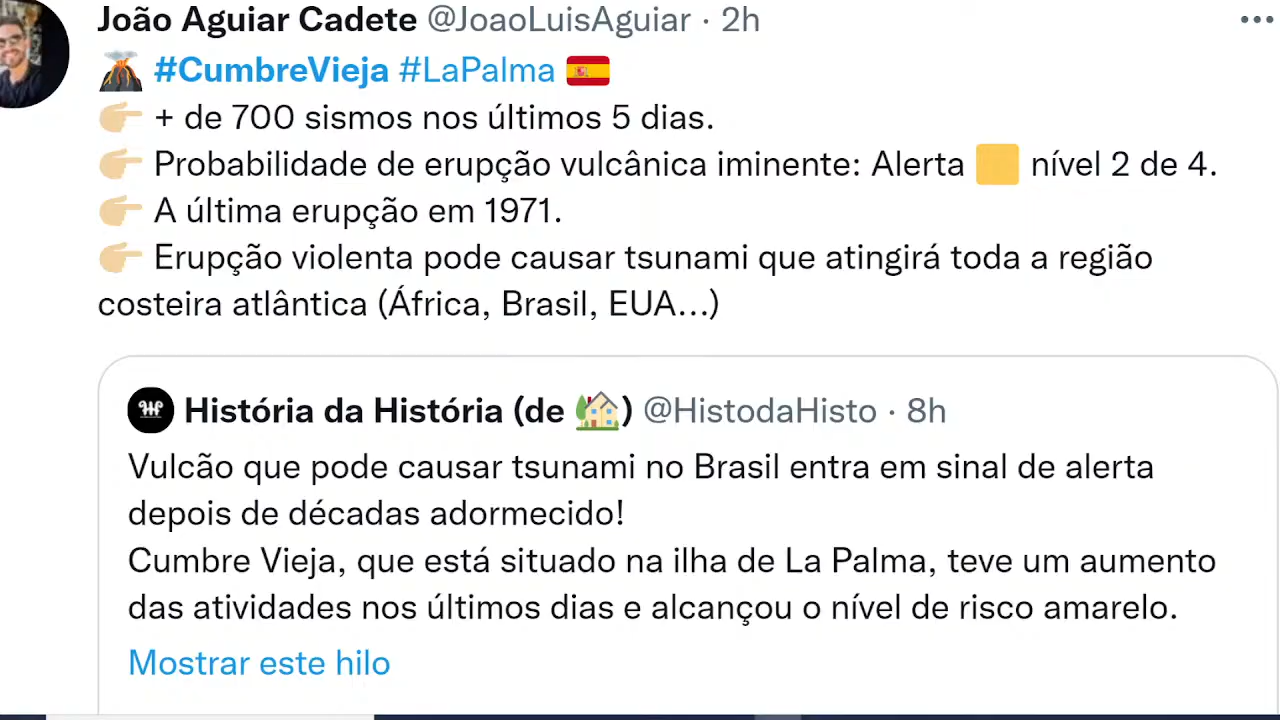 João Aguiar Cadete @JoaoLuisAguiar · 2h
🌋 #CumbreVieja #LaPalma 🇪🇸
👉🏼 + de 700 sismos nos últimos 5 dias.
👉🏼 Probabilidade de erupção vulcânica iminente: Alerta 🟨 nível 2 de 4.
👉🏼 A última erupção em 1971.
👉🏼 Erupção violenta pode causar tsunami que atingirá toda a região
costeira atlântica (África, Brasil, EUA...)
História da História (de 🏡) @HistodaHisto · 8h
Vulcão que pode causar tsunami no Brasil entra em sinal de alerta
depois de décadas adormecido!
Cumbre Vieja, que está situado na ilha de La Palma, teve um aumento
das atividades nos últimos dias e alcançou o nível de risco amarelo.
Mostrar este hilo